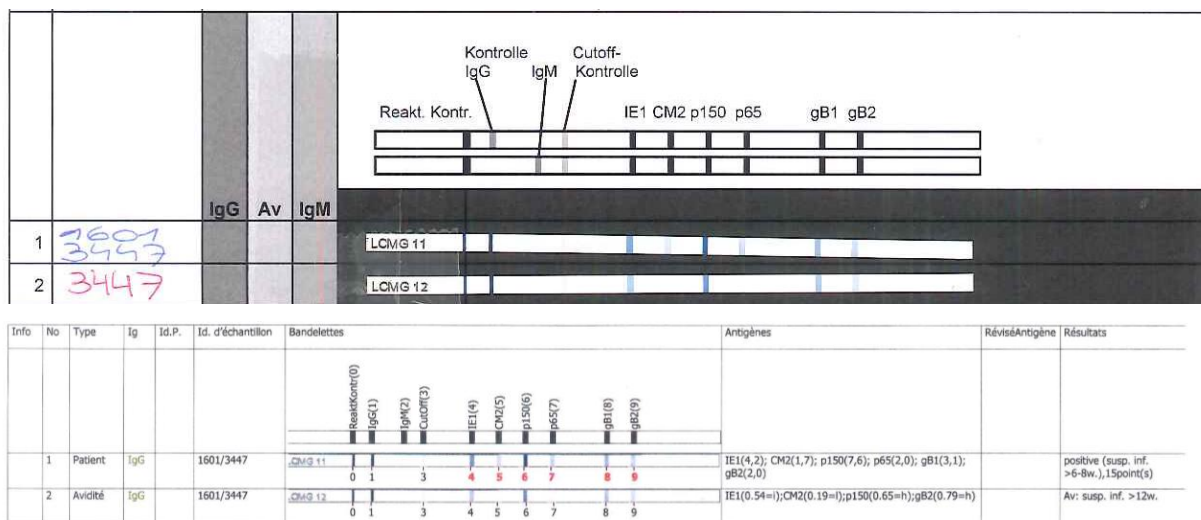 Kontrolle Cutoff-
IgG IgM Kontrolle
Reakt. Kontr. IE1 CM2 p150 p65 gB1 gB2
IgG Av IgM
1 1601 LCMG 11
3447
2 3447 LCMG 12
Info No Type Ig Id.P. Id. d'échantillon Bandelettes Antigènes RéviséAntigène Résultats
ReaktKontr(0) IgG(1) IgM(2) CutOff(3) IE1(4) CM2(5) p150(6) p65(7) gB1(8) gB2(9)
1 Patient IgG 1601/3447 .CMG 11 IE1(4,2); CM2(1,7); p150(7,6); p65(2,0); gB1(3,1); positive (susp. inf.
0 1 3 4 5 6 7 8 9 gB2(2,0) >6-8w.),15point(s)
2 Avidité IgG 1601/3447 .CMG 12 IE1(0.54=i);CM2(0.19=l);p150(0.65=h);gB2(0.79=h) Av: susp. inf. >12w.
0 1 3 4 5 6 7 8 9